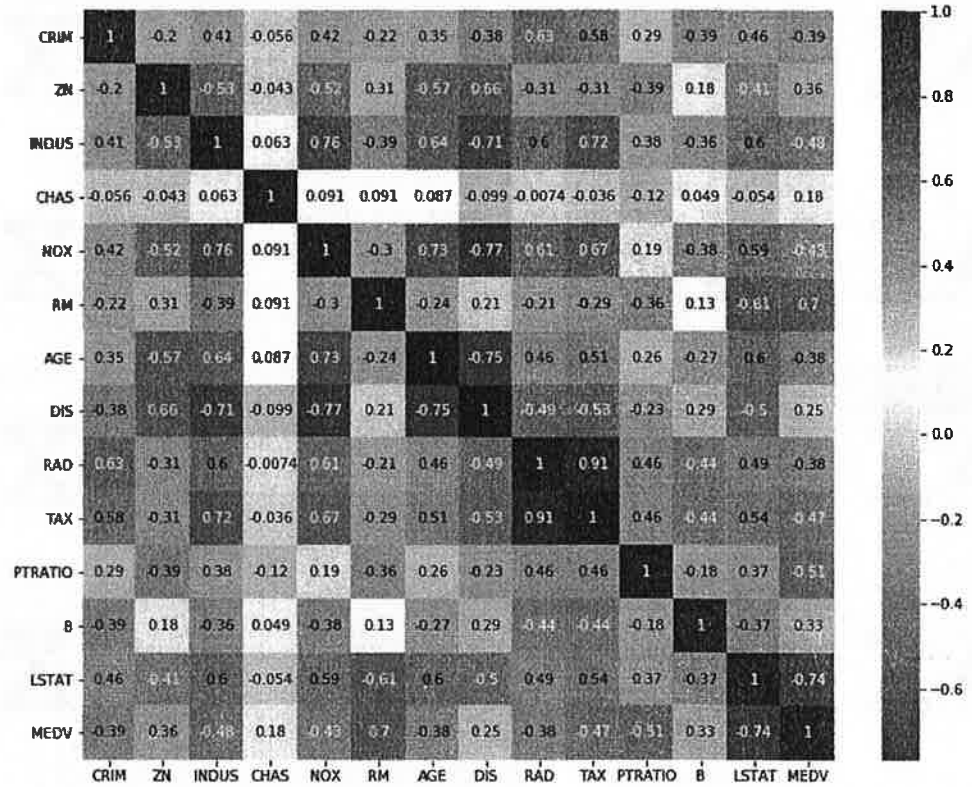 CRIM 1 -0.2 0.41 -0.056 0.42 -0.22 0.35 -0.38 0.63 0.58 0.29 -0.39 0.46 -0.39 1.0
ZN -0.2 1 -0.53 -0.043 -0.52 0.31 -0.57 0.66 -0.31 -0.31 -0.39 0.18 -0.41 0.36 0.8
INDUS 0.41 -0.53 1 0.063 0.76 -0.39 0.64 -0.71 0.6 0.72 0.38 -0.36 0.6 -0.48
CHAS -0.056 -0.043 0.063 1 0.091 0.091 0.087 -0.099 -0.0074 -0.036 -0.12 0.049 -0.054 0.18 0.6
NOX 0.42 -0.52 0.76 0.091 1 -0.3 0.73 -0.77 0.61 0.67 0.19 -0.38 0.59 -0.43 0.4
RM -0.22 0.31 -0.39 0.091 -0.3 1 -0.24 0.21 -0.21 -0.29 -0.36 0.13 -0.61 0.7
AGE 0.35 -0.57 0.64 0.087 0.73 -0.24 1 -0.75 0.46 0.51 0.26 -0.27 0.6 -0.38 0.2
DIS -0.38 0.66 -0.71 -0.099 -0.77 0.21 -0.75 1 -0.49 -0.53 -0.23 0.29 -0.5 0.25 0.0
RAD 0.63 -0.31 0.6 -0.0074 0.61 -0.21 0.46 -0.49 1 0.91 0.46 -0.44 0.49 -0.38
TAX 0.58 -0.31 0.72 -0.036 0.67 -0.29 0.51 -0.53 0.91 1 0.46 -0.44 0.54 -0.47 -0.2
PTRATIO 0.29 -0.39 0.38 -0.12 0.19 -0.36 0.26 -0.23 0.46 0.46 1 -0.18 0.37 -0.51
B -0.39 0.18 -0.36 0.049 -0.38 0.13 -0.27 0.29 -0.44 -0.44 -0.18 1 -0.37 0.33 -0.4
LSTAT 0.46 -0.41 0.6 -0.054 0.59 -0.61 0.6 -0.5 0.49 0.54 0.37 -0.37 1 -0.74 -0.6
MEDV -0.39 0.36 -0.48 0.18 -0.43 0.7 -0.38 0.25 -0.38 -0.47 -0.51 0.33 -0.74 1
CRIM ZN INDUS CHAS NOX RM AGE DIS RAD TAX PTRATIO B LSTAT MEDV